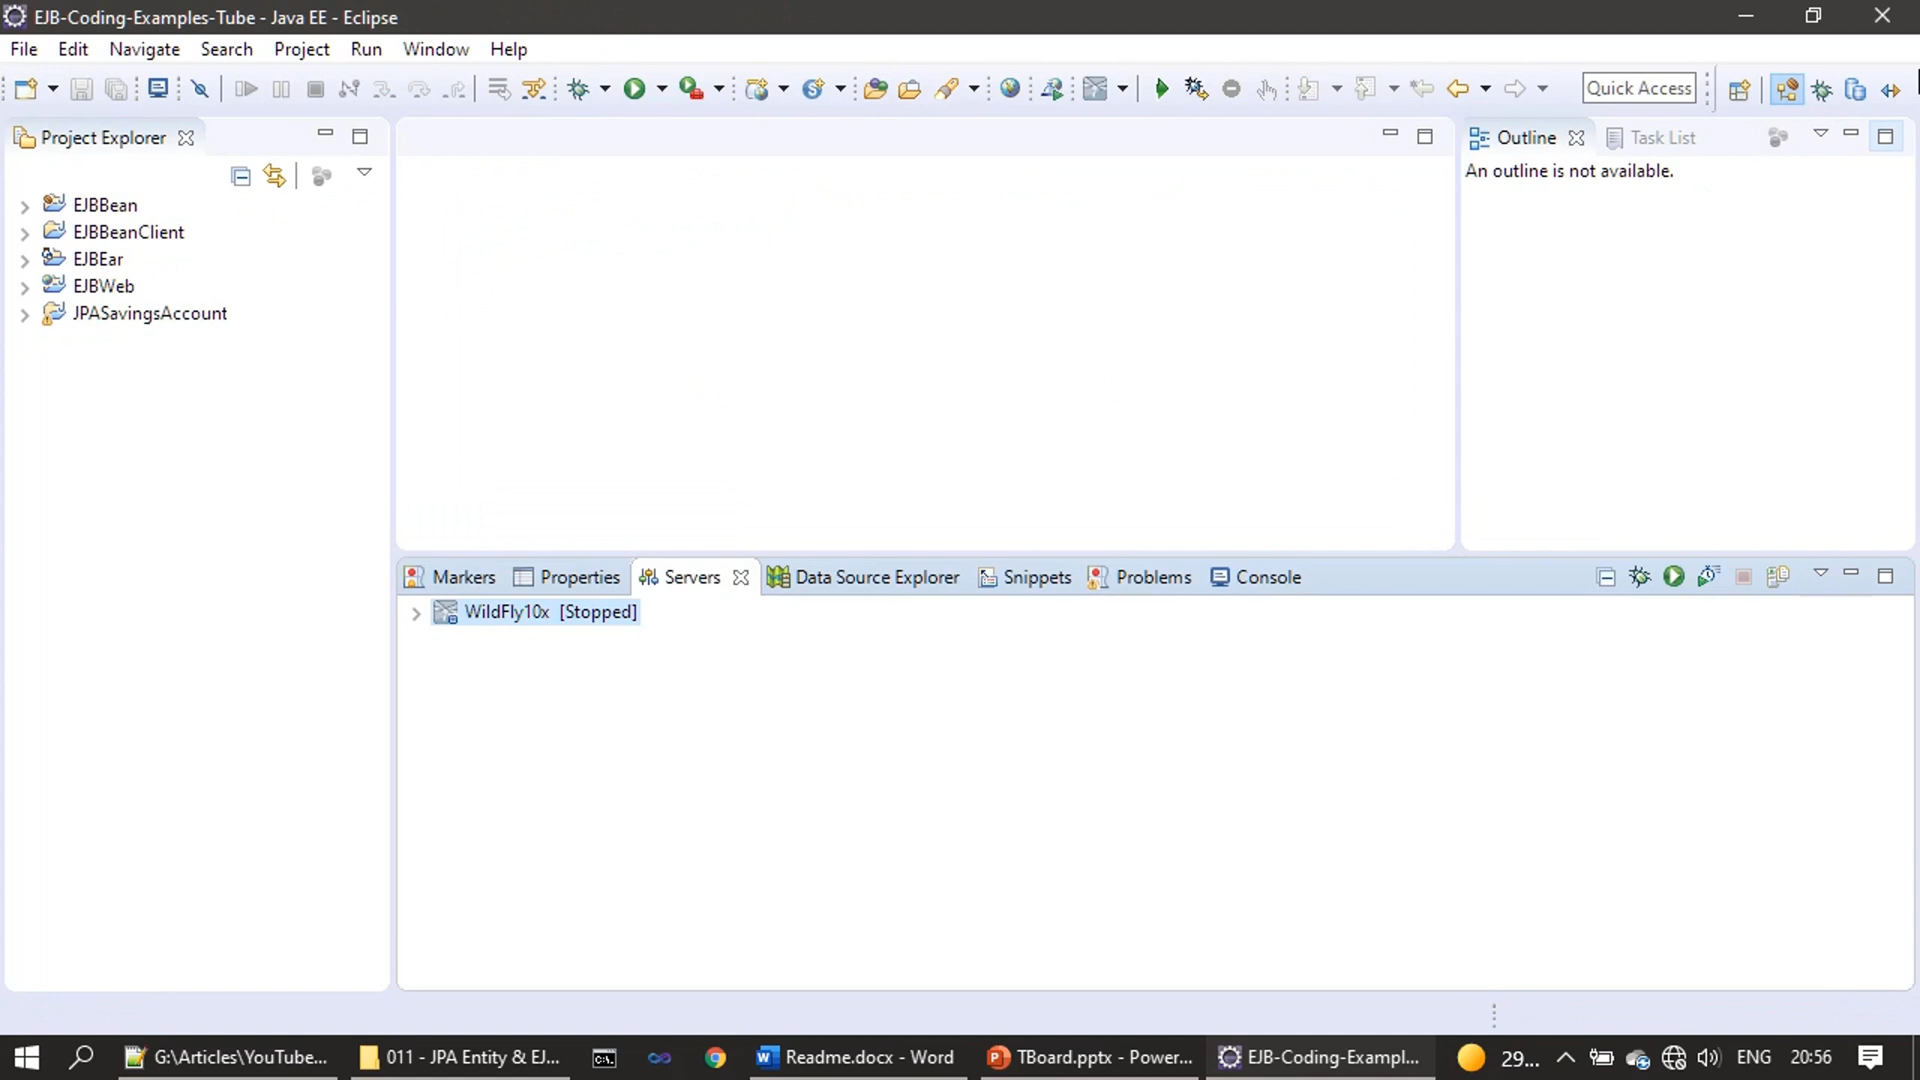 EJB-Coding-Examples-Tube - Java EE - Eclipse
File Edit Navigate Search Project Run Window Help
Quick Access
Project Explorer
Outline Task List
An outline is not available.
EJBBean
EJBBeanClient
EJBEar
EJBWeb
JPASavingsAccount
Markers Properties Servers Data Source Explorer Snippets Problems Console
WildFly10x [Stopped]
G:\Articles\YouTube... 011 - JPA Entity & EJ... Readme.docx - Word TBoard.pptx - Power... EJB-Coding-Exampl... 29... ENG 20:56